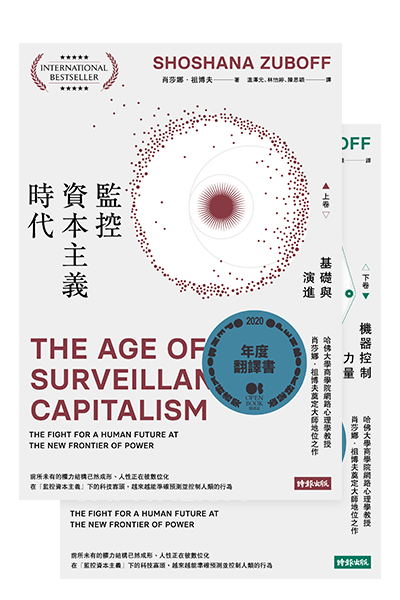 INTERNATIONAL
BESTSELLER
SHOSHANA ZUBOFF
肖莎娜・祖博夫 著
溫澤元、林怡婷、陳思穎 譯
監控
資本主義
時代
上卷
基礎與
演進
哈佛大學商學院網路心理學教授
肖莎娜・祖博夫奠定大師地位之作
2020
年度
翻譯書
OPEN
BOOK
THE AGE OF
SURVEILLAN
CAPITALISM
THE FIGHT FOR A HUMAN FUTURE AT
THE NEW FRONTIER OF POWER
前所未有的權力結構已然成形、人性正在被數位化
在「監控資本主義」下的科技寡頭,越來越能準確預測並控制人類的行為
時報出版
OFF
譯
下卷
機器控制
力量
哈佛大學商學院網路心理學教授
肖莎娜・祖博夫奠定大師地位之作
THE FIGHT FOR A HUMAN FUTURE AT
THE NEW FRONTIER OF POWER
前所未有的權力結構已然成形、人性正在被數位化
在「監控資本主義」下的科技寡頭,越來越能準確預測並控制人類的行為
時報出版